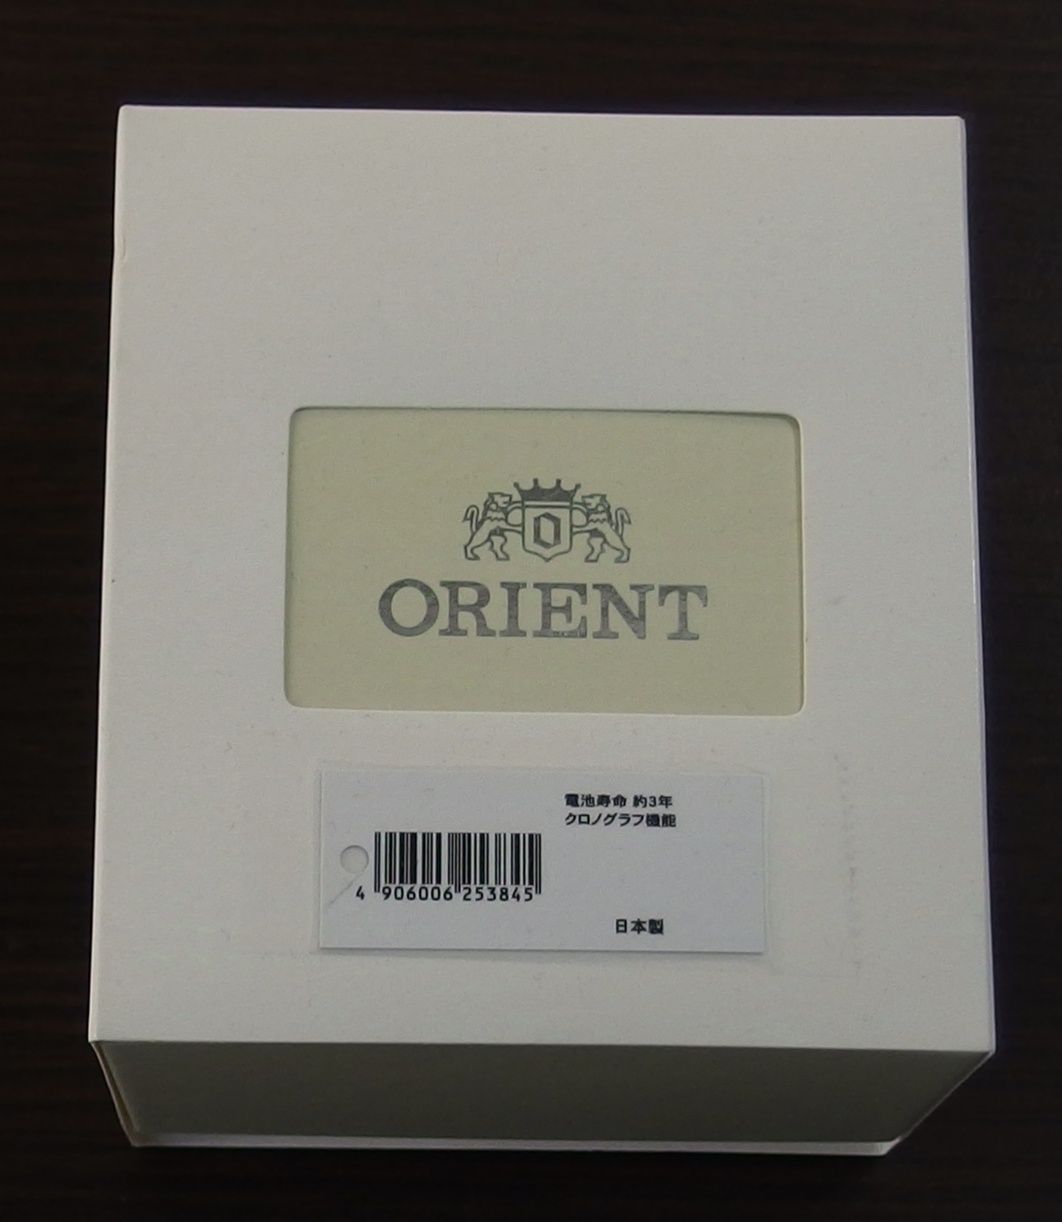 O
ORIENT
電池寿命 約3年
クロノグラフ機能
4 906006 253845
日本製